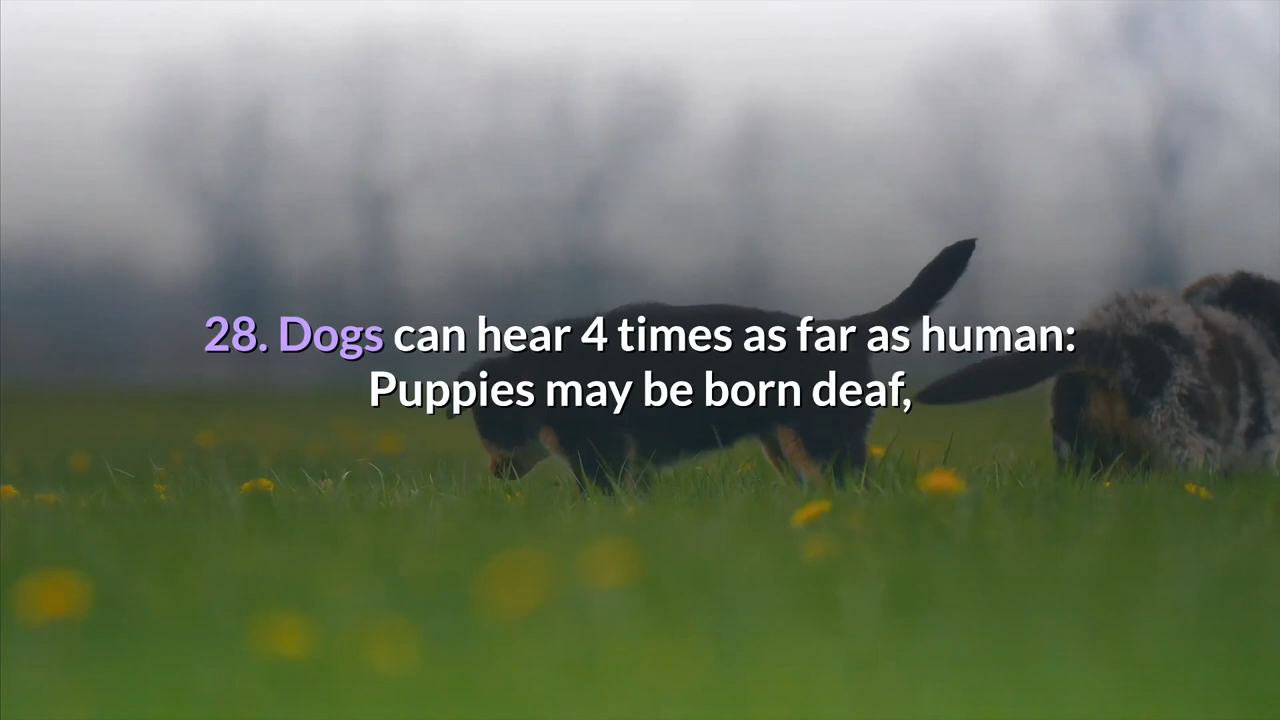 28. Dogs can hear 4 times as far as human:
Puppies may be born deaf,